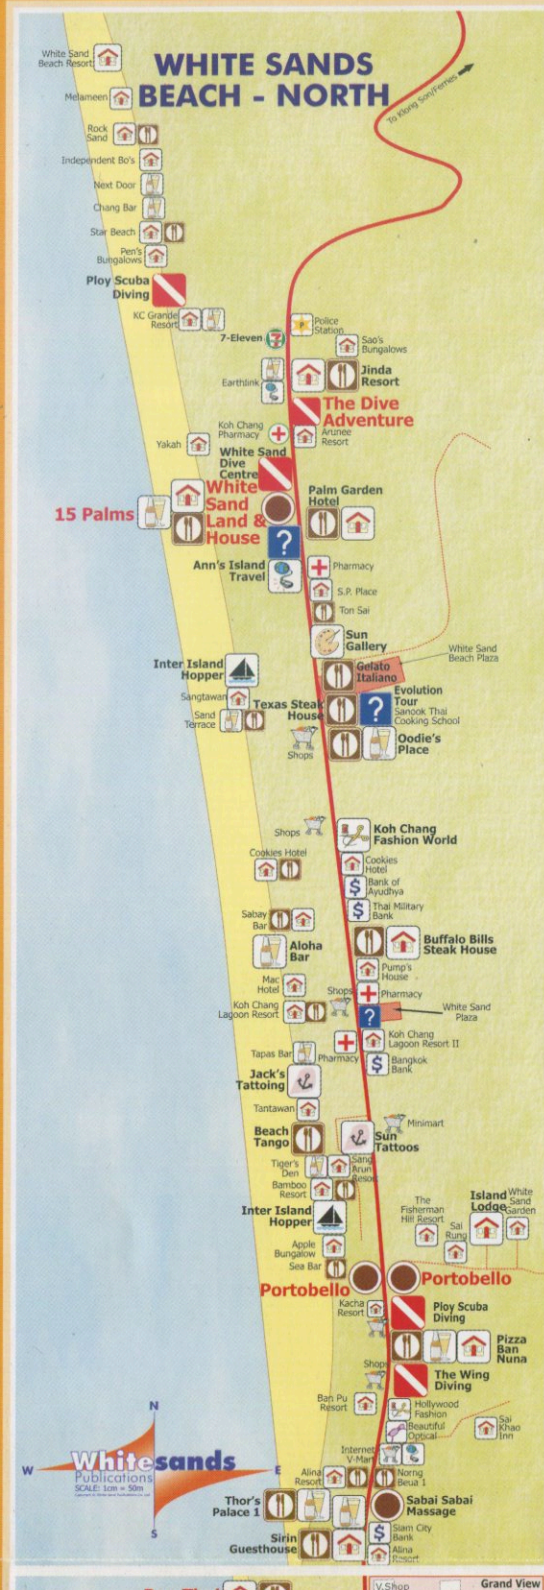 White Sand
Beach Resort
WHITE SANDS
BEACH - NORTH
To Klong Son/Ferries
Melameen
Rock
Sand
Independent Bo's
Next Door
Chang Bar
Star Beach
Pen's
Bungalows
Ploy Scuba
Diving
KC Grande
Resort
7-Eleven
7
P
Police
Station
Sao's
Bungalows
Earthlink
Jinda
Resort
The Dive
Adventure
Koh Chang
Pharmacy
Arunee
Resort
Yakah
White Sand
Dive
Centre
15 Palms
White
Sand
Land &
House
Palm Garden
Hotel
?
Ann's Island
Travel
Pharmacy
S.P. Place
Ton Sai
Sun
Gallery
White Sand
Beach Plaza
Inter Island
Hopper
Gelato
Italiano
Sangtawan
Sand
Terrace
Texas Steak
House
?
Evolution
Tour
Sanook Thai
Cooking School
Oodie's
Place
Shops
Shops
Koh Chang
Fashion World
Cookies Hotel
Cookies
Hotel
$
Bank of
Ayudhya
$
Thai Military
Bank
Sabay
Bar
Aloha
Bar
Buffalo Bills
Steak House
Pump's
House
Mac
Hotel
Shops
Pharmacy
Koh Chang
Lagoon Resort
?
White Sand
Plaza
Koh Chang
Lagoon Resort II
Tapas Bar
Pharmacy
$
Bangkok
Bank
Jack's
Tattoing
Tantawan
Minimart
Beach
Tango
Sun
Tattoos
Tiger's
Den
Sang
Arun
Resort
Bamboo
Resort
Inter Island
Hopper
The
Fisherman
Hill Resort
Sai
Rung
Island
Lodge
White
Sand
Garden
Apple
Bungalow
Sea Bar
Portobello
Portobello
Kacha
Resort
Ploy Scuba
Diving
Pizza
Ban
Nuna
Shops
The Wing
Diving
Ban Pu
Resort
Hollywood
Fashion
Beautiful
Optical
Sai
Khao
Inn
Internet
V-Mart
Alina
Resort
Norng
Beua 1
Thor's
Palace 1
Sabai Sabai
Massage
Sirin
Guesthouse
$
Siam City
Bank
Alina
Resort
N
W
E
S
Whitesands
Publications
SCALE: 1cm = 50m
V.Shop
Grand View